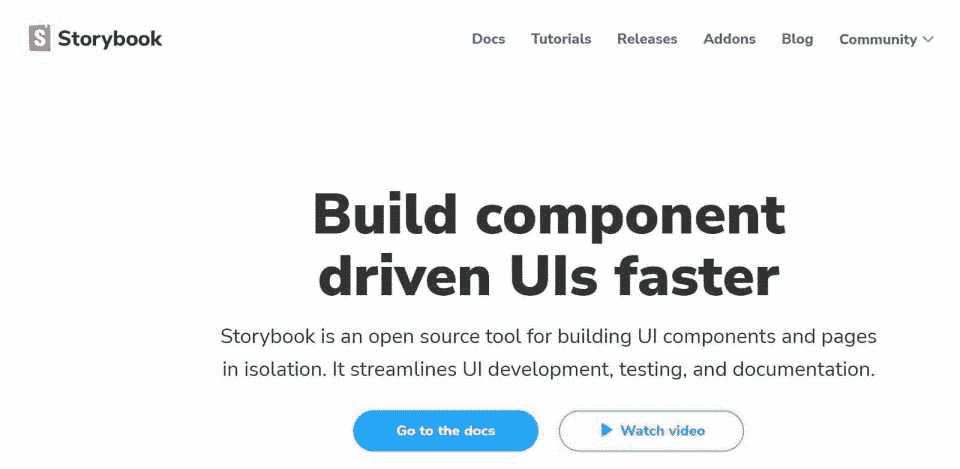 S Storybook
Docs Tutorials Releases Addons Blog Community
Build component
driven UIs faster
Storybook is an open source tool for building UI components and pages
in isolation. It streamlines UI development, testing, and documentation.
Go to the docs Watch video